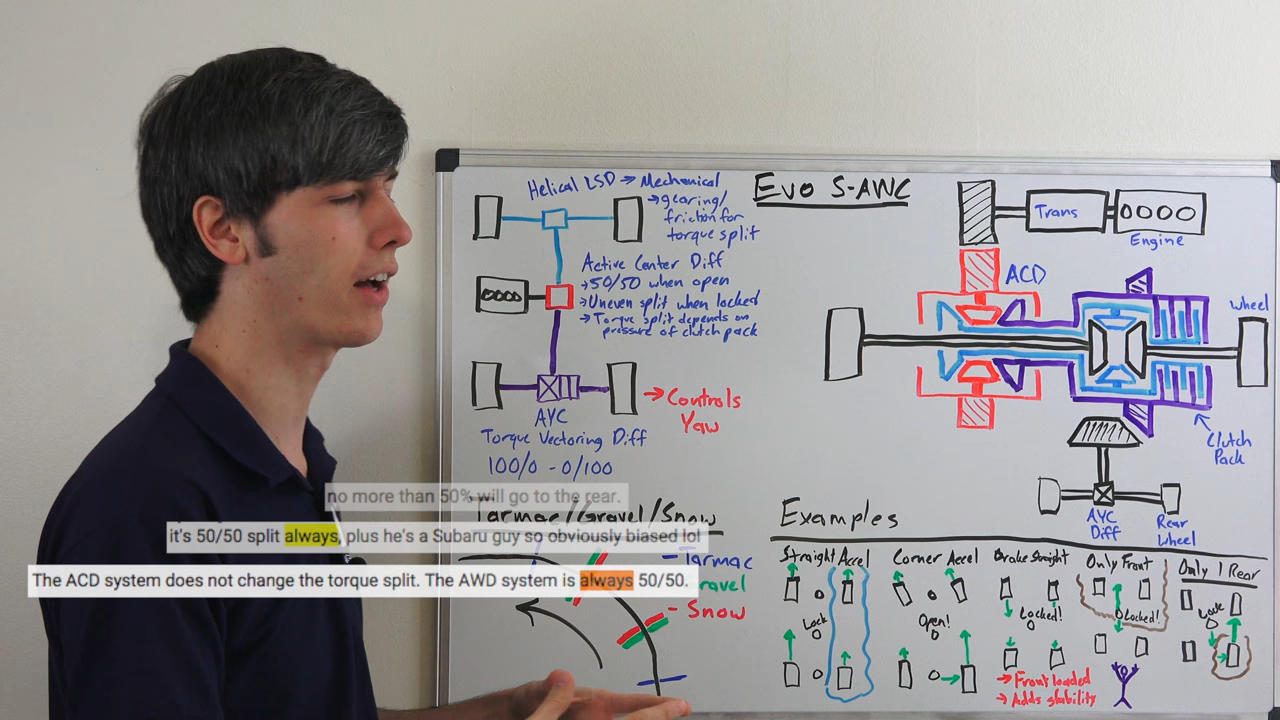 Evo S-AWC
Helical LSD → Mechanical
→ gearing/
friction for
torque split
Active Center Diff
→ 50/50 when open
→ Uneven split when locked
→ Torque split depends on
pressure of clutch pack
AYC
→ Controls
Yaw
Torque Vectoring Diff
100/0 - 0/100
Trans
Engine
ACD
Wheel
Clutch
Pack
AYC
Diff
Rear
Wheel
no more than 50% will go to the rear.
Tarmac/Gravel/Snow
it's 50/50 split always, plus he's a Subaru guy so obviously biased lol
- Tarmac
The ACD system does not change the torque split. The AWD system is always 50/50.
ravel
- Snow
Examples
Straight Accel
Lock
Corner Accel
Open!
Brake Straight
Locked!
→ Front loaded
→ Adds stability
Only Front
Locked!
Only 1 Rear
Lock